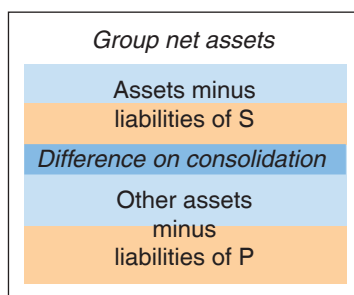 Group net assets
Assets minus
liabilities of S
Difference on consolidation
Other assets
minus
liabilities of P